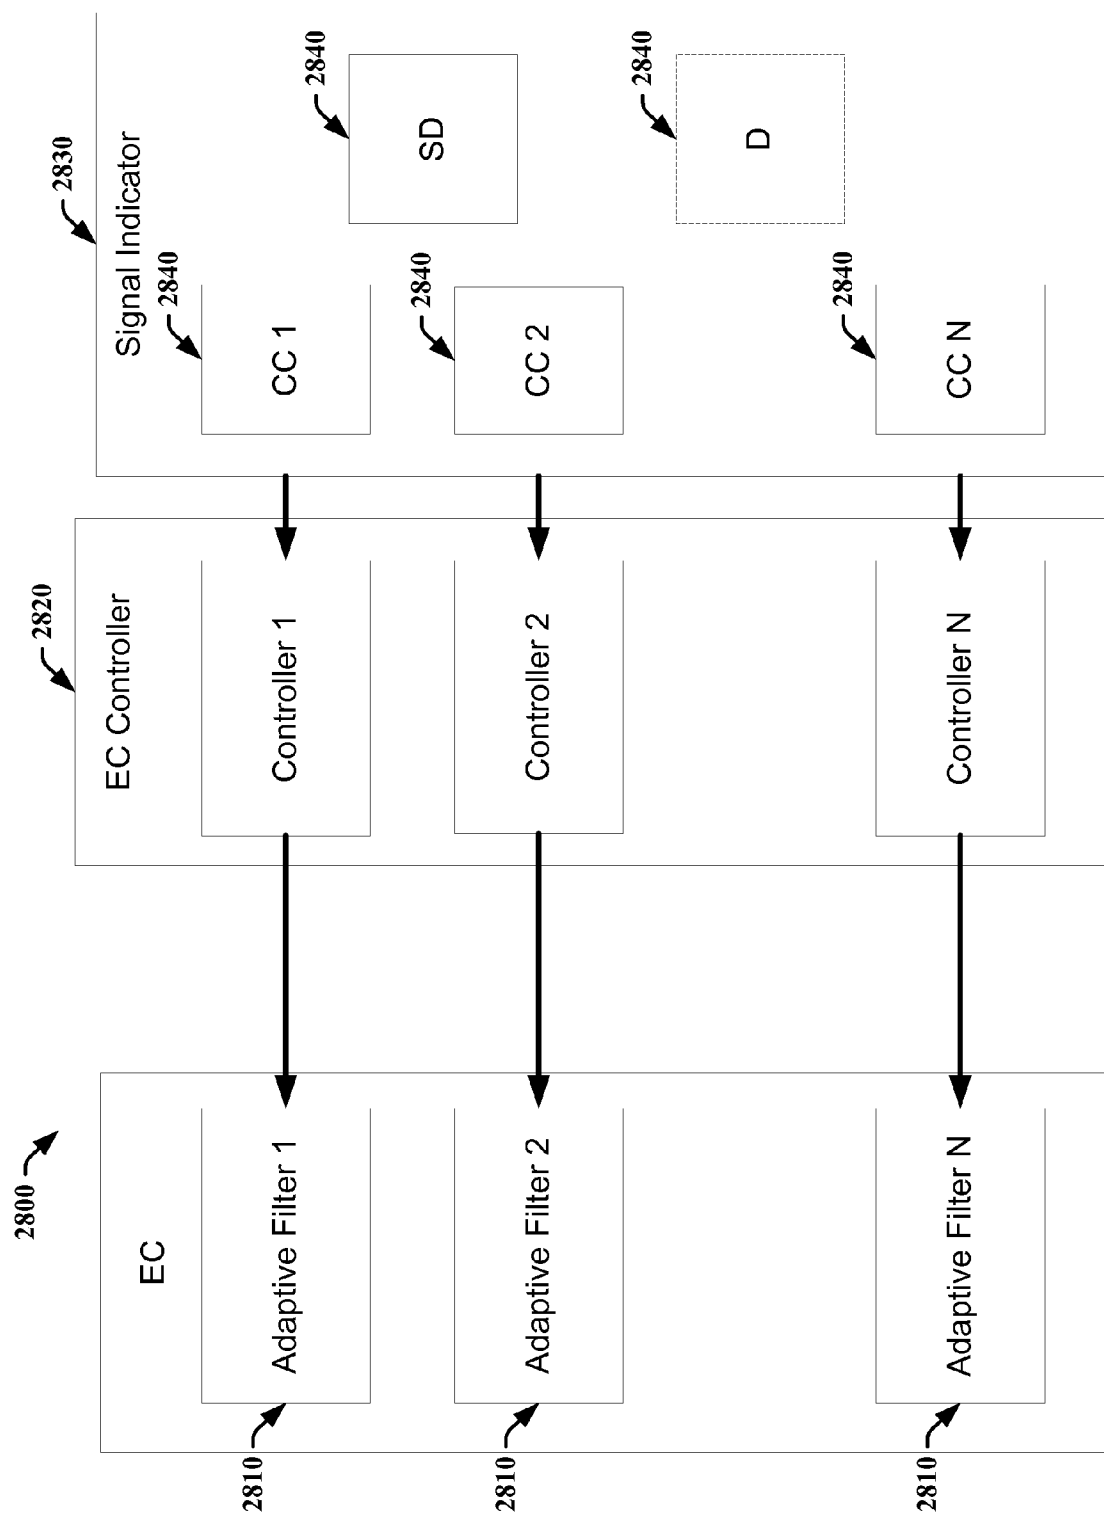 2800
EC
2810
Adaptive Filter 1
2810
Adaptive Filter 2
2810
Adaptive Filter N
2820
EC Controller
Controller 1
Controller 2
Controller N
2830
Signal Indicator
2840
CC 1
2840
CC 2
2840
CC N
2840
SD
2840
D